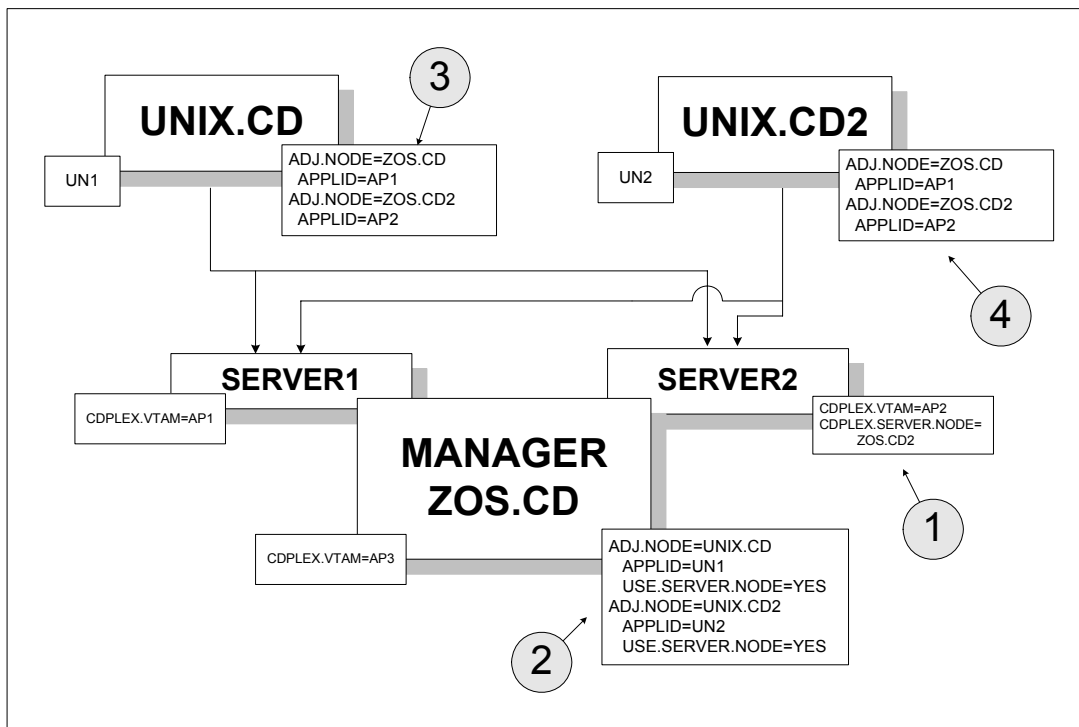 3
UNIX.CD
UNIX.CD2
UN1
ADJ.NODE=ZOS.CD
APPLID=AP1
ADJ.NODE=ZOS.CD2
APPLID=AP2
UN2
ADJ.NODE=ZOS.CD
APPLID=AP1
ADJ.NODE=ZOS.CD2
APPLID=AP2
4
SERVER1
SERVER2
CDPLEX.VTAM=AP1
CDPLEX.VTAM=AP2
CDPLEX.SERVER.NODE=
ZOS.CD2
MANAGER
ZOS.CD
1
CDPLEX.VTAM=AP3
ADJ.NODE=UNIX.CD
APPLID=UN1
USE.SERVER.NODE=YES
ADJ.NODE=UNIX.CD2
APPLID=UN2
USE.SERVER.NODE=YES
2